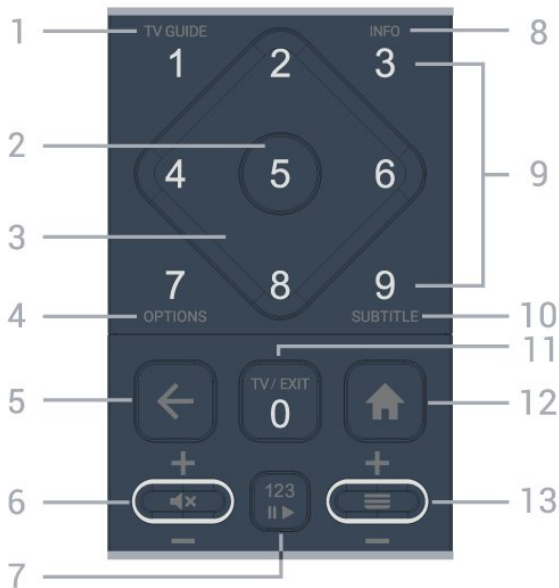 1 TV GUIDE INFO 8
1 2 3
2 4 5 6 9
3
7 8 9
4 OPTIONS SUBTITLE 10
11
5 TV / EXIT 12
0
+ +
6 123 13
- -
7